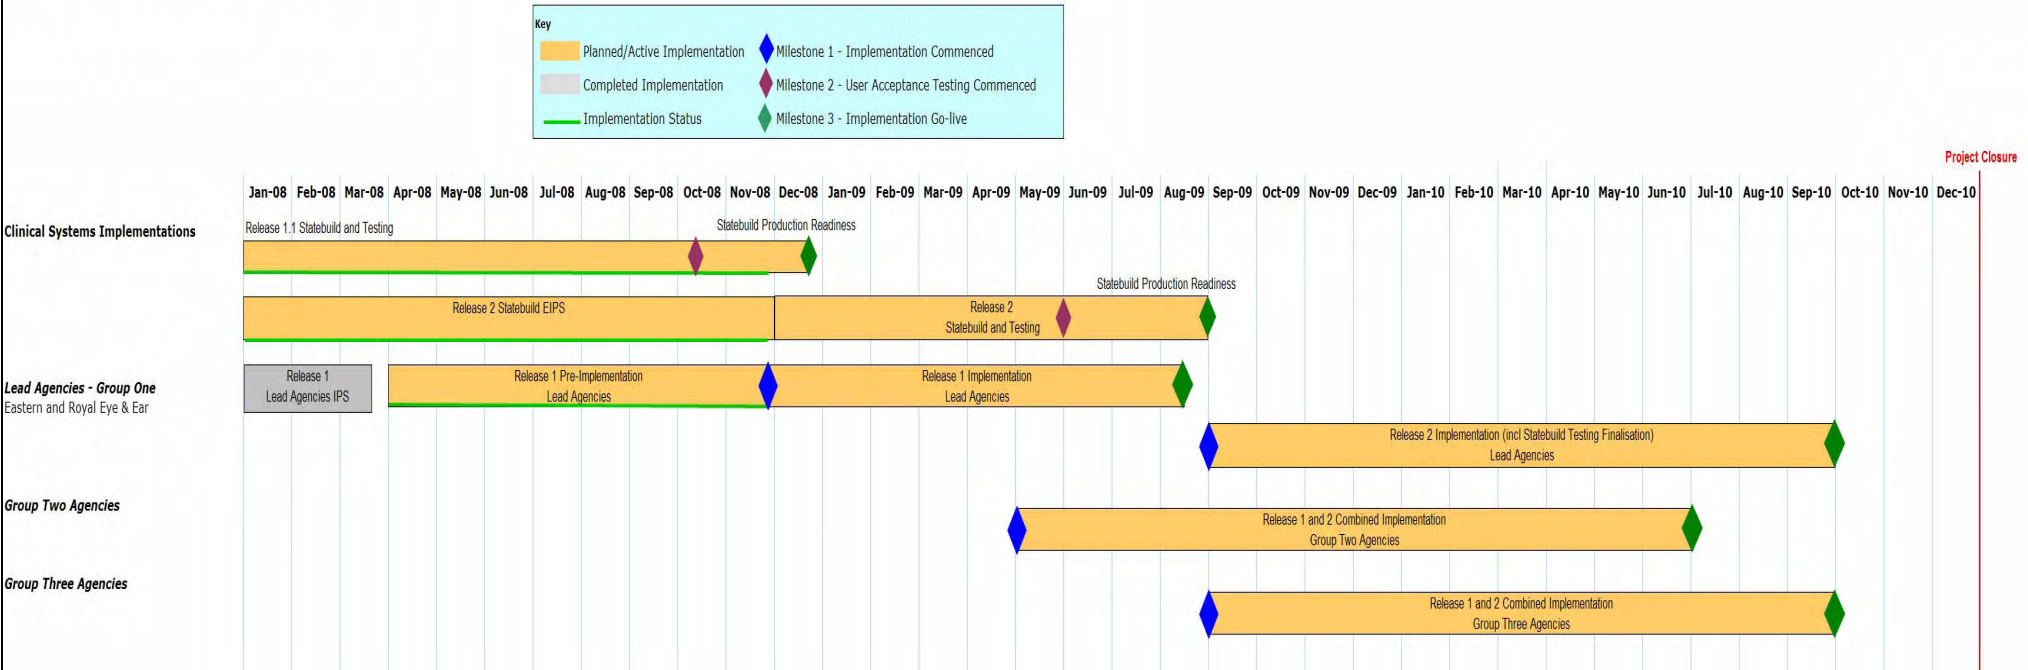 Key
Planned/Active Implementation
Milestone 1 - Implementation Commenced
Completed Implementation
Milestone 2 - User Acceptance Testing Commenced
Implementation Status
Milestone 3 - Implementation Go-live
Project Closure
Jan-08 Feb-08 Mar-08 Apr-08 May-08 Jun-08 Jul-08 Aug-08 Sep-08 Oct-08 Nov-08 Dec-08 Jan-09 Feb-09 Mar-09 Apr-09 May-09 Jun-09 Jul-09 Aug-09 Sep-09 Oct-09 Nov-09 Dec-09 Jan-10 Feb-10 Mar-10 Apr-10 May-10 Jun-10 Jul-10 Aug-10 Sep-10 Oct-10 Nov-10 Dec-10
Clinical Systems Implementations
Release 1.1 Statebuild and Testing
Statebuild Production Readiness
Statebuild Production Readiness
Release 2 Statebuild EIPS
Release 2
Statebuild and Testing
Lead Agencies - Group One
Eastern and Royal Eye & Ear
Release 1
Lead Agencies IPS
Release 1 Pre-Implementation
Lead Agencies
Release 1 Implementation
Lead Agencies
Release 2 Implementation (incl Statebuild Testing Finalisation)
Lead Agencies
Group Two Agencies
Release 1 and 2 Combined Implementation
Group Two Agencies
Group Three Agencies
Release 1 and 2 Combined Implementation
Group Three Agencies